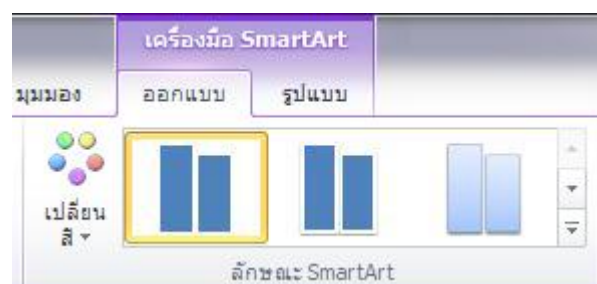 เครื่องมือ SmartArt
มุมมอง ออกแบบ รูปแบบ
เปลี่ยน
สี
ลักษณะ SmartArt